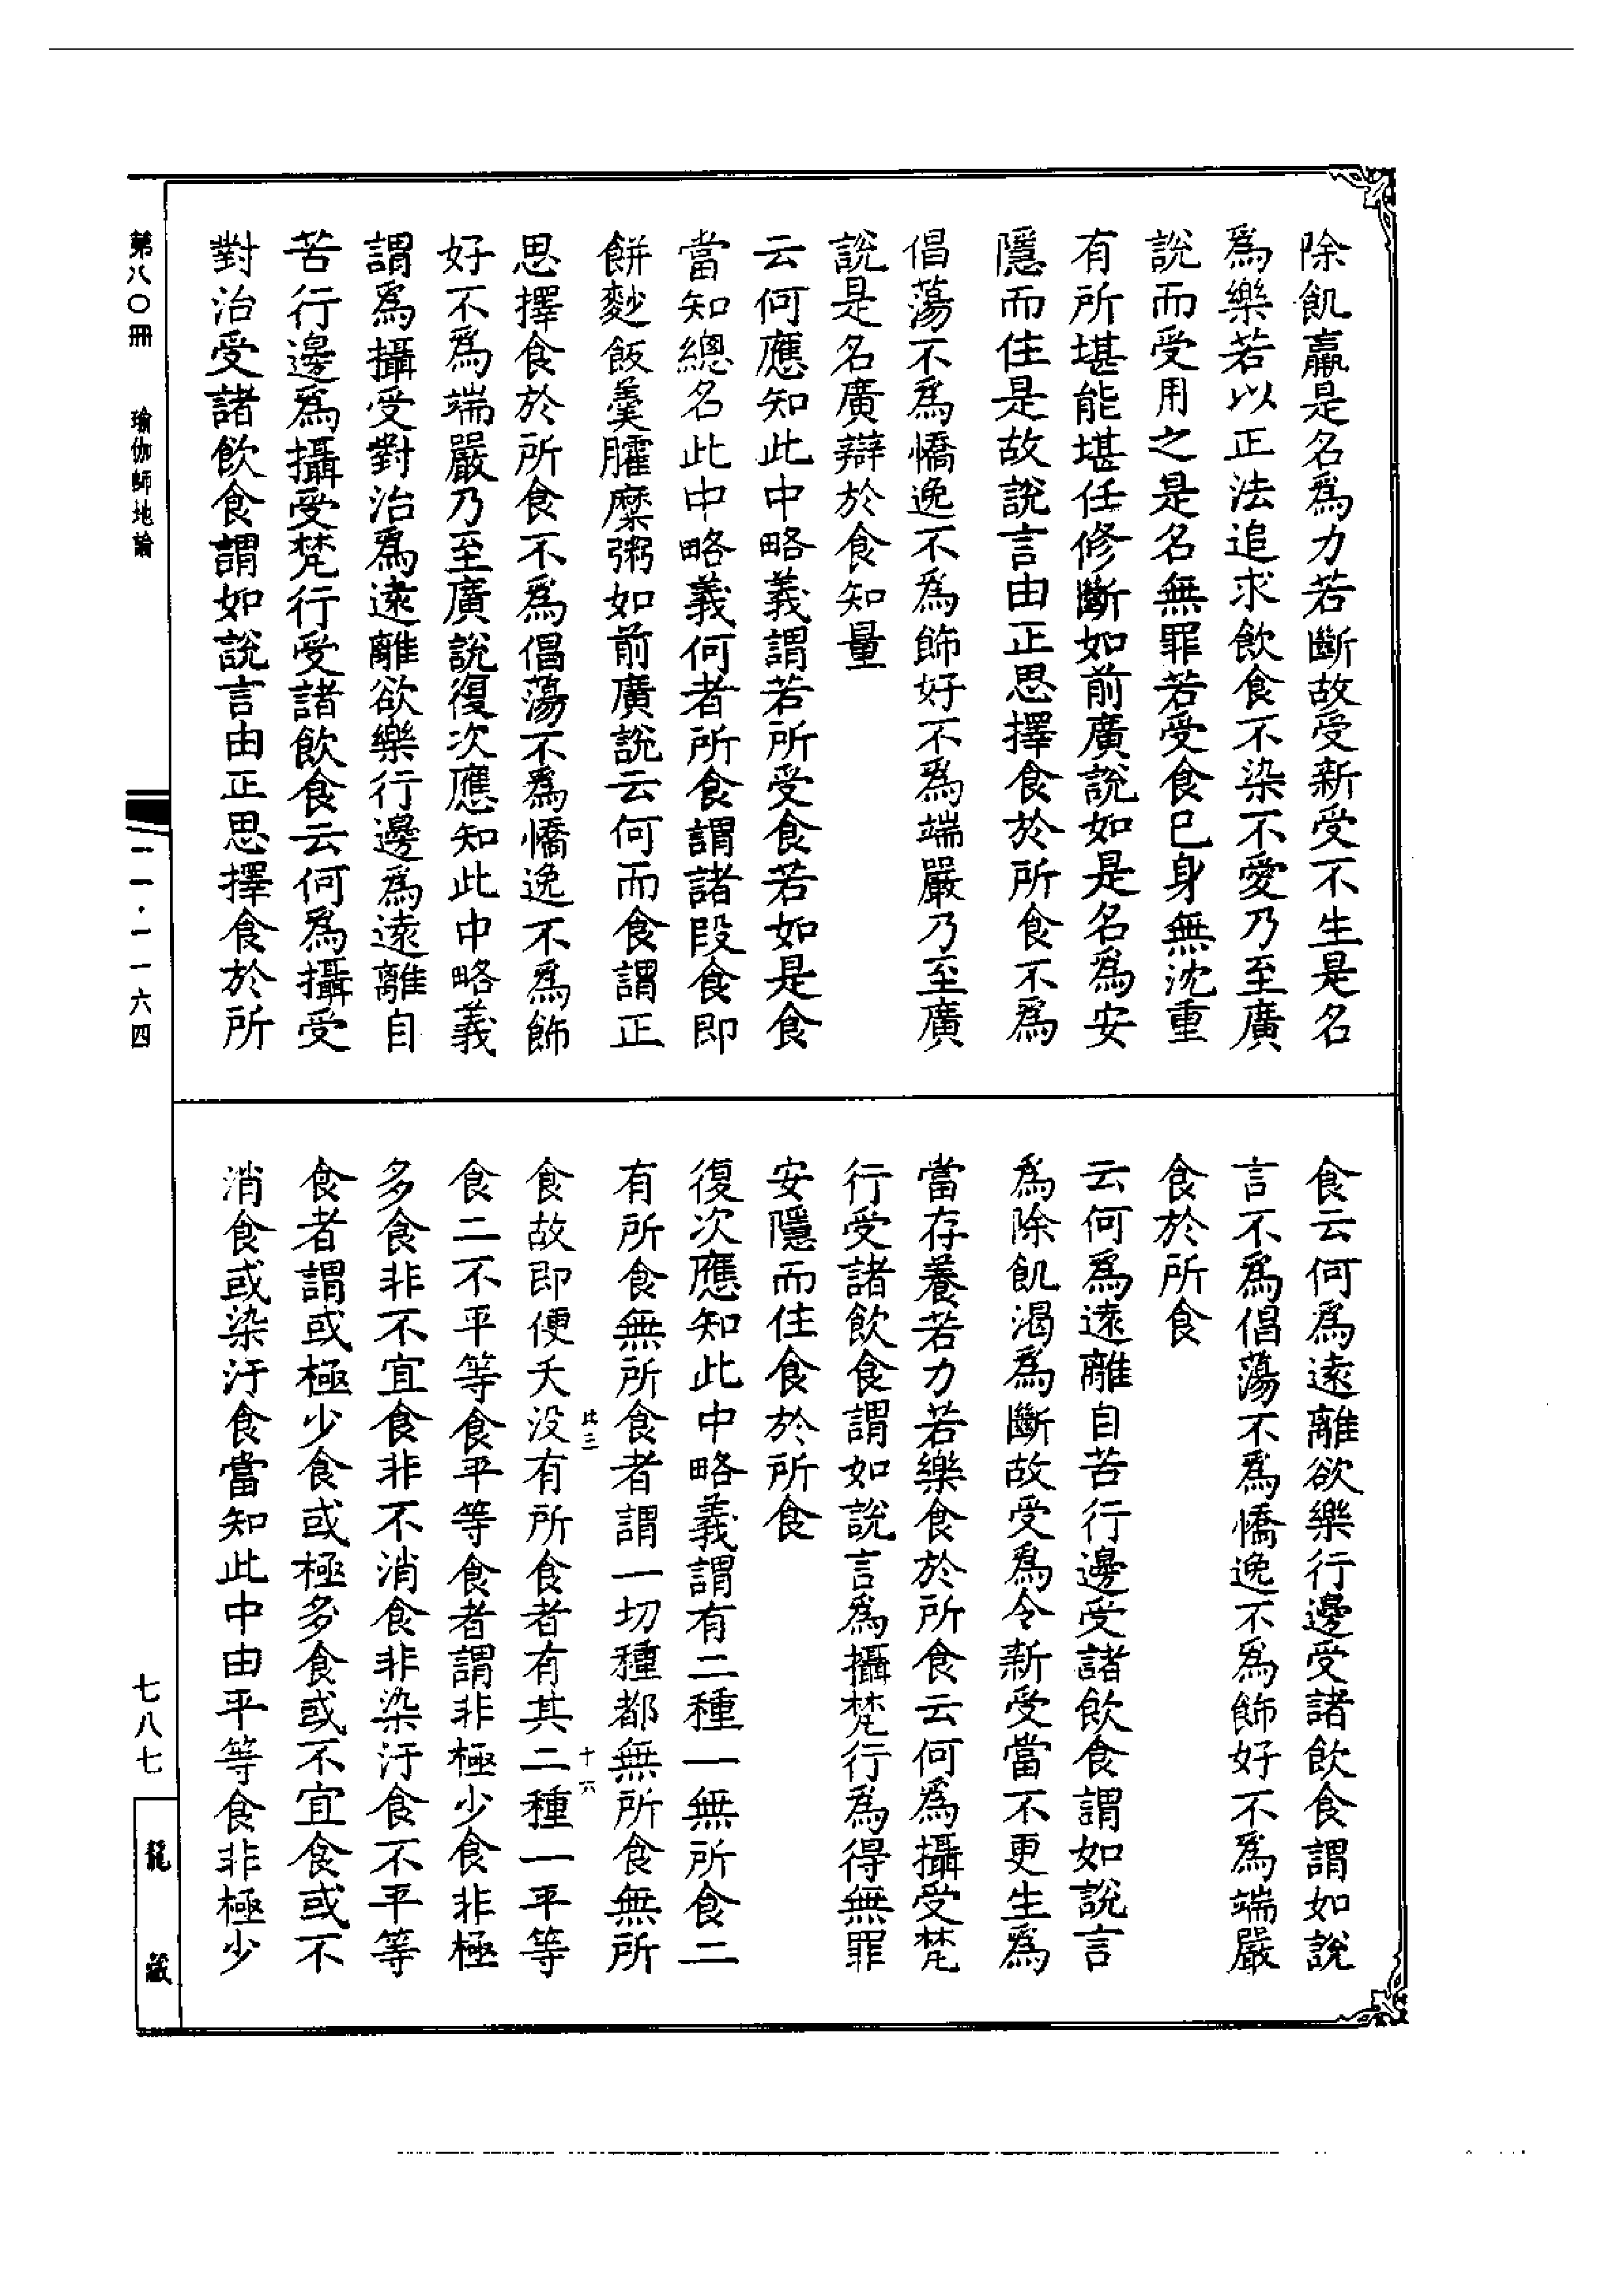 除飢羸是名爲力若斷故受新受不生是名
爲樂若以正法追求飲食不染不愛乃至廣
說而受用之是名無罪若受食已身無沈重
有所堪能堪任修斷如前廣說如是名爲安
隱而住是故說言由正思擇食於所食不爲
倡蕩不爲憍逸不爲飾好不爲端嚴乃至廣
說是名廣辯於食知量
云何應知此中略義謂若所受食若如是食
當知總名此中略義何者所食謂諸段食即
餅麨飯羹臛糜粥如前廣說云何而食謂正
思擇食於所食不爲倡蕩不爲憍逸不爲飾
好不爲端嚴乃至廣說復次應知此中略義
謂爲攝受對治爲遠離欲樂行邊爲遠離自
苦行邊爲攝受梵行受諸飲食云何爲攝受
對治受諸飲食謂如說言由正思擇食於所
食云何爲遠離欲樂行邊受諸飲食謂如說
言不爲倡蕩不爲憍逸不爲飾好不爲端嚴
食於所食
云何爲遠離自苦行邊受諸飲食謂如說言
爲除飢渴爲斷故受爲令新受當不更生爲
當存養若力若樂食於所食云何爲攝受梵
行受諸飲食謂如說言爲攝梵行爲得無罪
安隱而住食於所食
復次應知此中略義謂有二種一無所食二
有所食無所食者謂一切種都無所食無所
食故即便夭沒有所食者有其二種一平等
比三
十六
食二不平等食平等食者謂非極少食非極
多食非不宜食非不消食非染汙食不平等
食者謂或極少食或極多食或不宜食或不
消食或染汙食當知此中由平等食非極少
第八〇冊
瑜伽師地論
一一·一一六四
七八七
龍藏